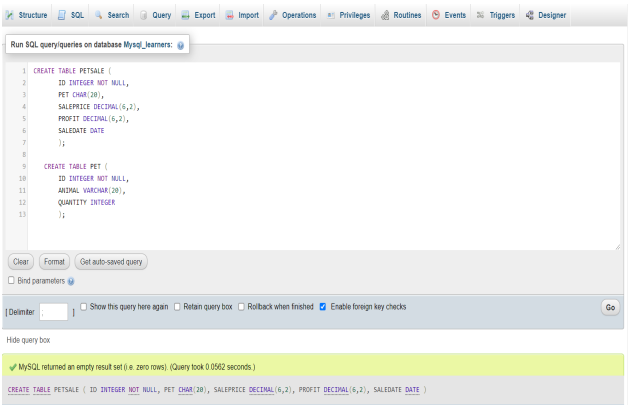 Structure SQL Search Query Export Import Operations Privileges Routines Events Triggers Designer
Run SQL query/queries on database Mysql_learners:
1 CREATE TABLE PETSALE (
2 ID INTEGER NOT NULL,
3 PET CHAR(20),
4 SALEPRICE DECIMAL(6,2),
5 PROFIT DECIMAL(6,2),
6 SALEDATE DATE
7 );
8
9 CREATE TABLE PET (
10 ID INTEGER NOT NULL,
11 ANIMAL VARCHAR(20),
12 QUANTITY INTEGER
13 );
Clear Format Get auto-saved query
Bind parameters
[ Delimiter ; ] Show this query here again Retain query box Rollback when finished Enable foreign key checks Go
Hide query box
MySQL returned an empty result set (i.e. zero rows). (Query took 0.0562 seconds.)
CREATE TABLE PETSALE ( ID INTEGER NOT NULL, PET CHAR(20), SALEPRICE DECIMAL(6,2), PROFIT DECIMAL(6,2), SALEDATE DATE )